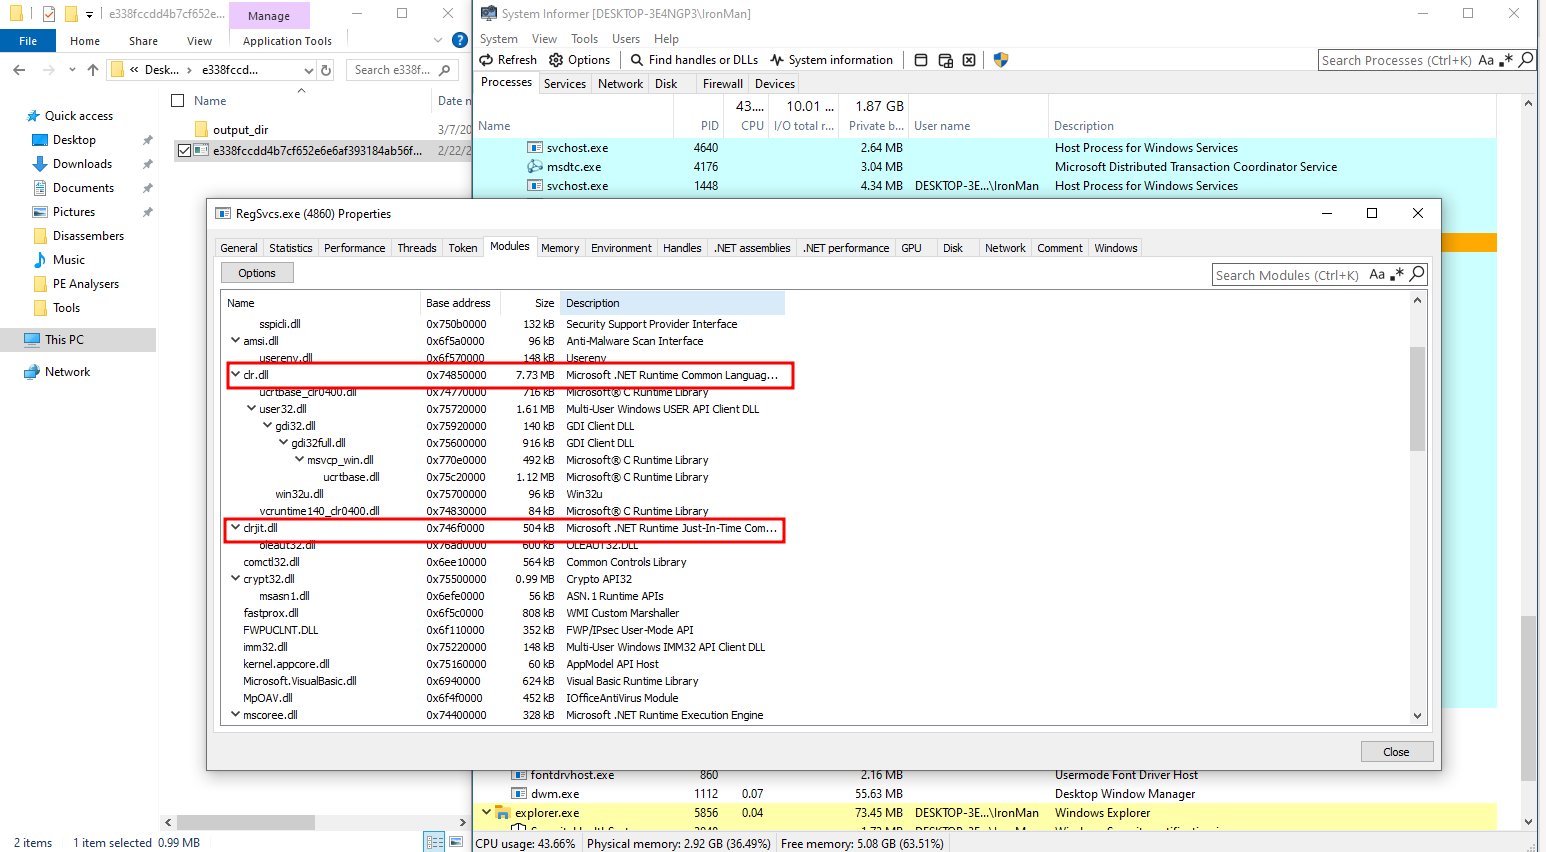 e338fccdd4b7cf652e...
Manage
File
Home
Share
View
Application Tools
« Desk... › e338fccd...
Search e338f...
Quick access
Desktop
Downloads
Documents
Pictures
Disassembers
Music
PE Analysers
Tools
This PC
Network
Name
Date n
output_dir
3/7/20
e338fccdd4b7cf652e6e6af393184ab56f...
2/22/2
2 items
1 item selected 0.99 MB
System Informer [DESKTOP-3E4NGP3\IronMan]
System View Tools Users Help
Refresh Options Find handles or DLLs System information
Search Processes (Ctrl+K) Aa .*
Processes Services Network Disk Firewall Devices
43.... 10.01 ... 1.87 GB
Name PID CPU I/O total r... Private b... User name Description
svchost.exe 4640 2.64 MB Host Process for Windows Services
msdtc.exe 4176 3.04 MB Microsoft Distributed Transaction Coordinator Service
svchost.exe 1448 4.34 MB DESKTOP-3E...\IronMan Host Process for Windows Services
RegSvcs.exe (4860) Properties
General Statistics Performance Threads Token Modules Memory Environment Handles .NET assemblies .NET performance GPU Disk Network Comment Windows
Options
Search Modules (Ctrl+K) Aa .*
Name Base address Size Description
sspicli.dll 0x750b0000 132 kB Security Support Provider Interface
amsi.dll 0x6f5a0000 96 kB Anti-Malware Scan Interface
userenv.dll 0x6f570000 148 kB Userenv
clr.dll 0x74850000 7.73 MB Microsoft .NET Runtime Common Languag...
ucrtbase_clr0400.dll 0x74770000 716 kB Microsoft® C Runtime Library
user32.dll 0x75720000 1.61 MB Multi-User Windows USER API Client DLL
gdi32.dll 0x75920000 140 kB GDI Client DLL
gdi32full.dll 0x75600000 916 kB GDI Client DLL
msvcp_win.dll 0x770e0000 492 kB Microsoft® C Runtime Library
ucrtbase.dll 0x75c20000 1.12 MB Microsoft® C Runtime Library
win32u.dll 0x75700000 96 kB Win32u
vcruntime140_clr0400.dll 0x74830000 84 kB Microsoft® C Runtime Library
clrjit.dll 0x746f0000 504 kB Microsoft .NET Runtime Just-In-Time Com...
oleaut32.dll 0x76ad0000 600 kB OLEAUT32.DLL
comctl32.dll 0x6ee10000 564 kB Common Controls Library
crypt32.dll 0x75500000 0.99 MB Crypto API32
msasn1.dll 0x6efe0000 56 kB ASN.1 Runtime APIs
fastprox.dll 0x6f5c0000 808 kB WMI Custom Marshaller
FWPUCLNT.DLL 0x6f110000 352 kB FWP/IPsec User-Mode API
imm32.dll 0x75220000 148 kB Multi-User Windows IMM32 API Client DLL
kernel.appcore.dll 0x75160000 60 kB AppModel API Host
Microsoft.VisualBasic.dll 0x6940000 624 kB Visual Basic Runtime Library
MpOAV.dll 0x6f4f0000 452 kB IOfficeAntiVirus Module
mscoree.dll 0x74400000 328 kB Microsoft .NET Runtime Execution Engine
Close
fontdrvhost.exe 860 2.16 MB Usermode Font Driver Host
dwm.exe 1112 0.07 55.63 MB Desktop Window Manager
explorer.exe 5856 0.04 73.45 MB DESKTOP-3E...\IronMan Windows Explorer
CPU usage: 43.66% Physical memory: 2.92 GB (36.49%) Free memory: 5.08 GB (63.51%)